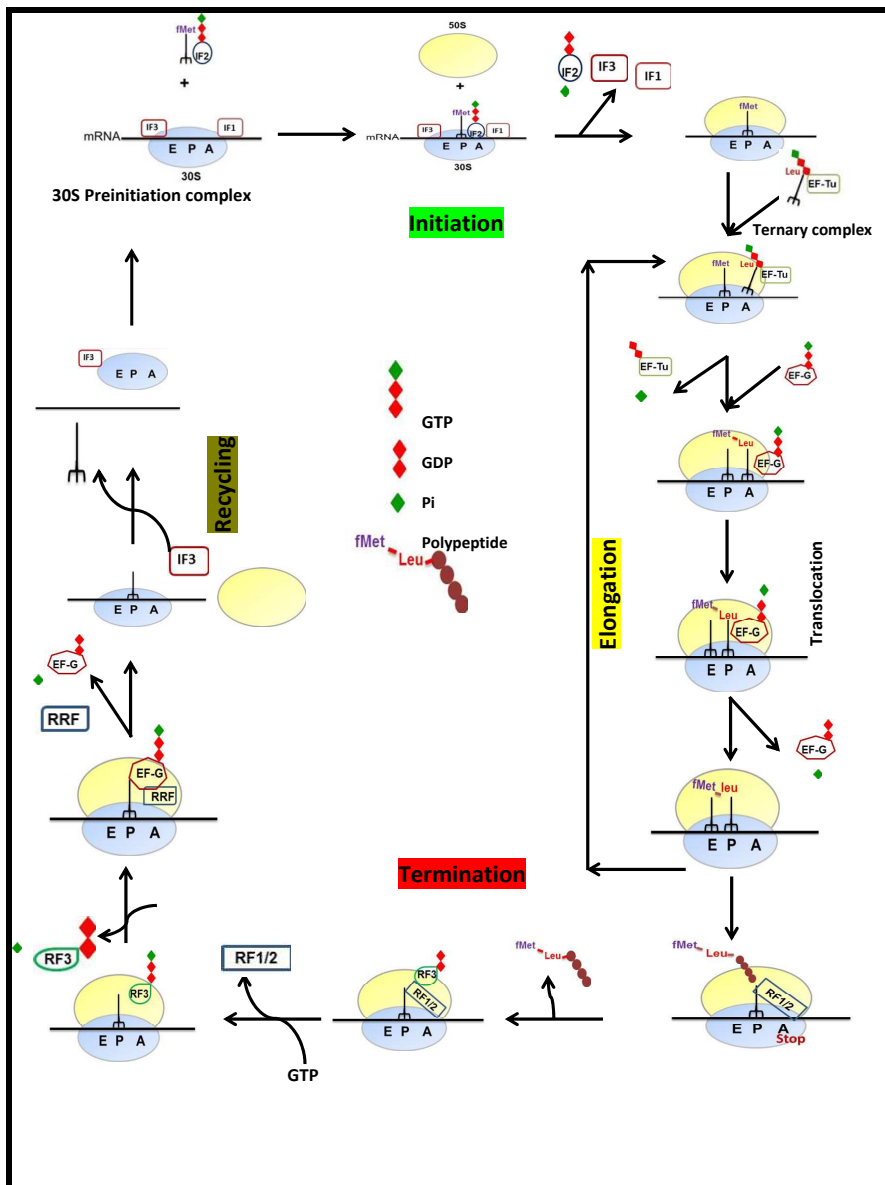 fMet
IF2
+
mRNA
IF3
IF1
E P A
30S
30S Preinitiation complex
50S
+
fMet
mRNA
IF3
IF2
IF1
E P A
30S
IF2
IF3
IF1
fMet
Leu
EF-Tu
Ternary complex
Initiation
fMet
Leu
EF-Tu
E P A
EF-Tu
EF-G
fMet
Leu
EF-G
E P A
Elongation
Translocation
fMet
Leu
EF-G
E P A
EF-G
fMet
leu
E P A
fMet
Leu
RF1/2
E P A
Stop
Termination
fMet
Leu
RF3
RF1/2
E P A
RF1/2
GTP
RF3
RF3
E P A
EF-G
RRF
E P A
RRF
EF-G
E P A
IF3
Recycling
IF3
E P A
GTP
GDP
Pi
Polypeptide
fMet
Leu